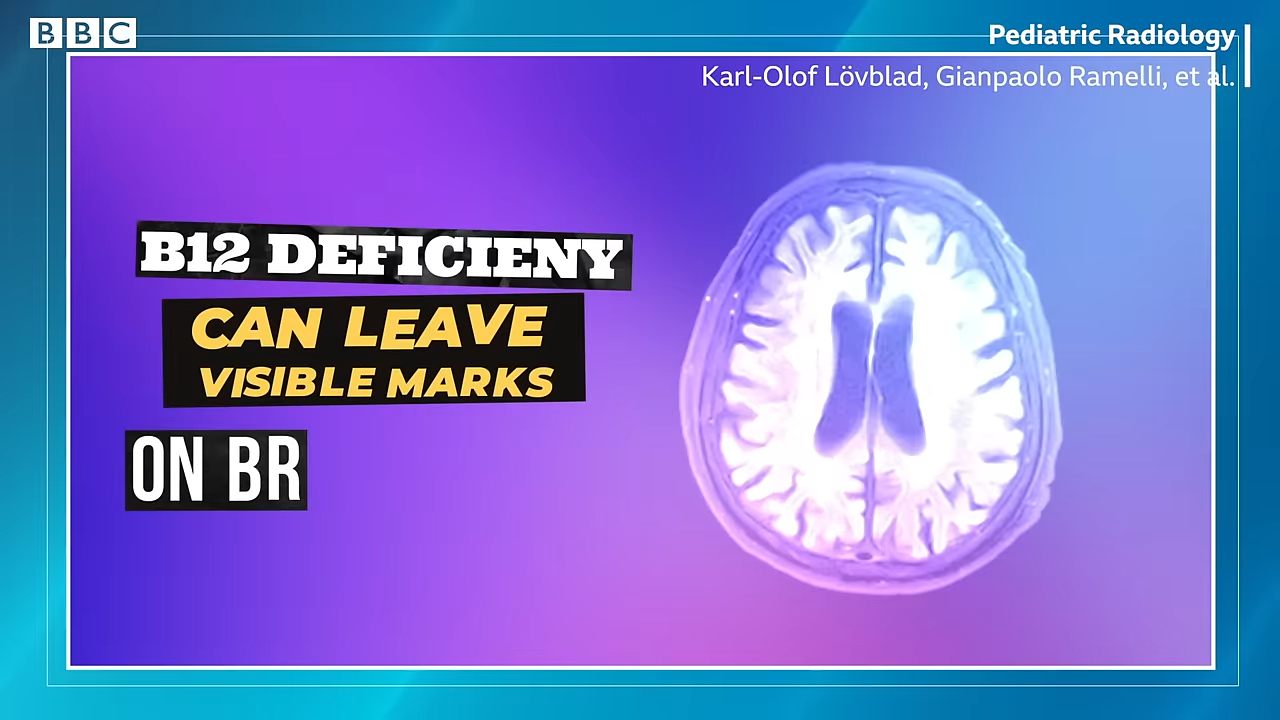 BBC
Pediatric Radiology
Karl-Olof Lövblad, Gianpaolo Ramelli, et al.
B12 DEFICIENY
CAN LEAVE
VISIBLE MARKS
ON BR